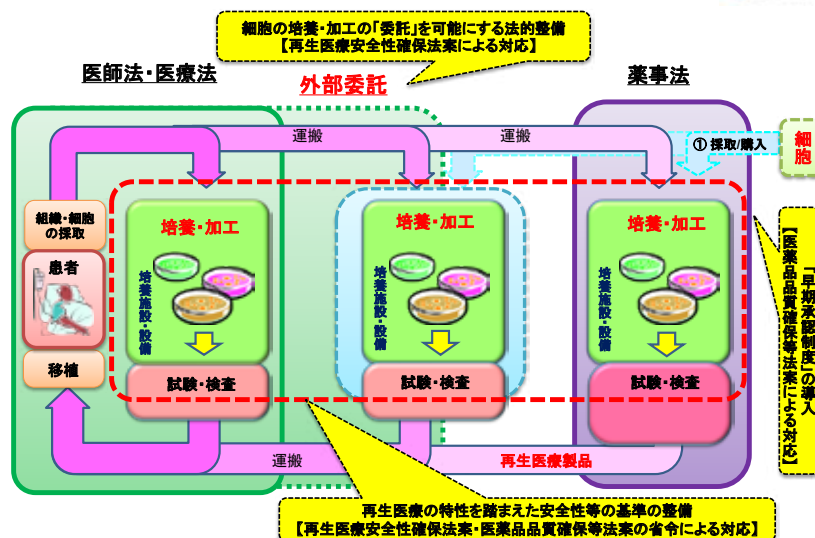 細胞の培養・加工の「委託」を可能にする法的整備
【再生医療安全性確保法案による対応】
医師法・医療法
外部委託
薬事法
運搬
運搬
① 採取/購入
細胞
組織・細胞
の採取
患者
移植
培養・加工
培養施設・設備
試験・検査
培養・加工
培養施設・設備
試験・検査
培養・加工
培養施設・設備
試験・検査
「早期承認制度」の導入
【医薬品品質確保等法案による対応】
運搬
再生医療製品
再生医療の特性を踏まえた安全性等の基準の整備
【再生医療安全性確保法案・医薬品品質確保等法案の省令による対応】